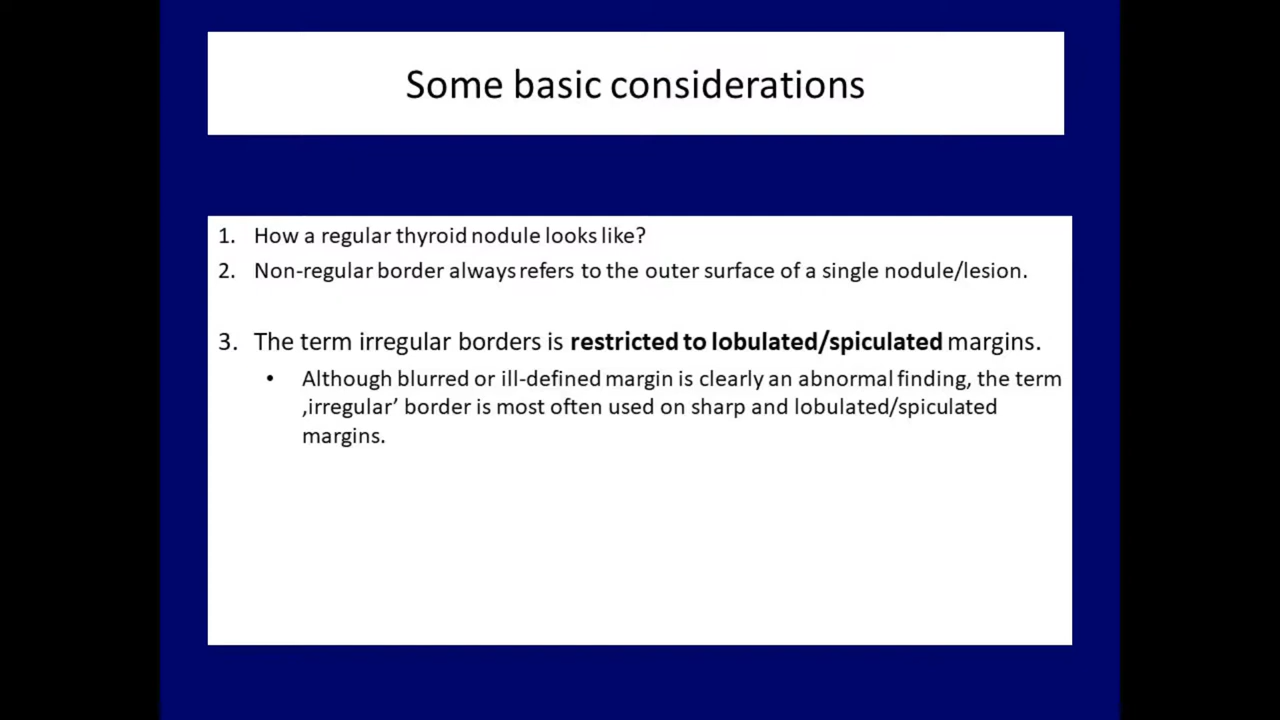 Some basic considerations
1. How a regular thyroid nodule looks like?
2. Non-regular border always refers to the outer surface of a single nodule/lesion.
3. The term irregular borders is restricted to lobulated/spiculated margins.
• Although blurred or ill-defined margin is clearly an abnormal finding, the term
‚irregular’ border is most often used on sharp and lobulated/spiculated
margins.